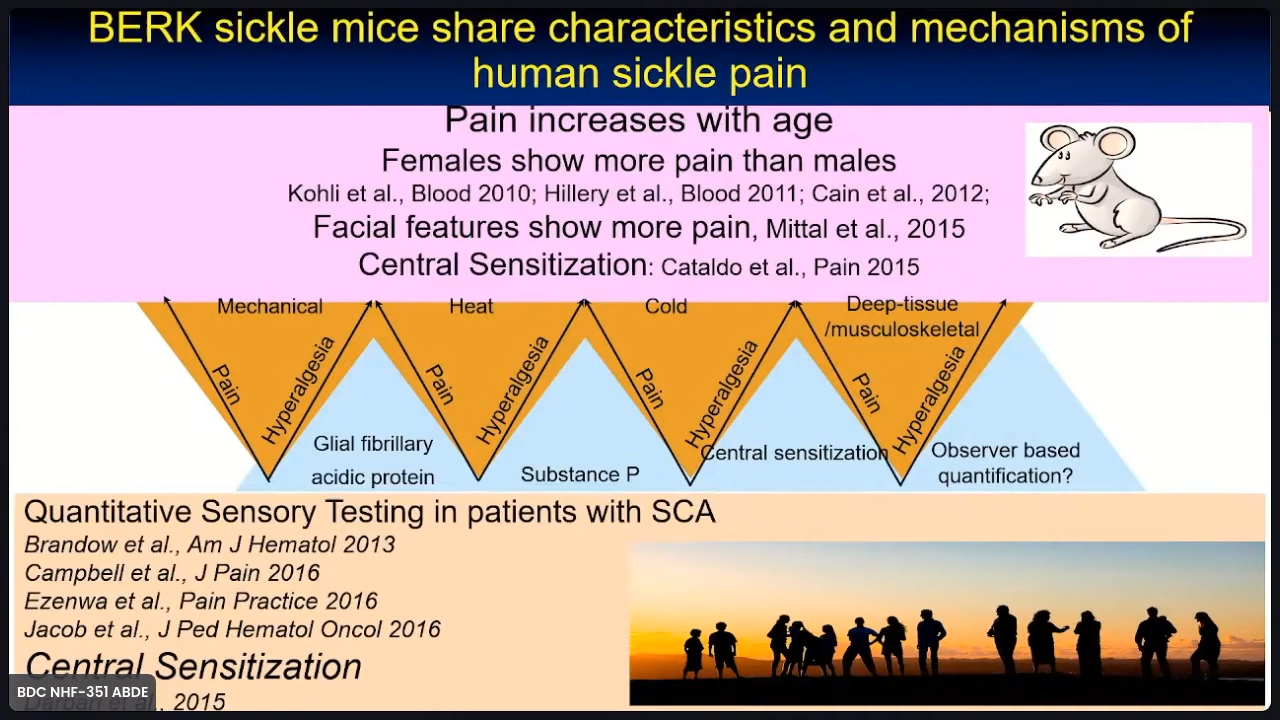 BERK sickle mice share characteristics and mechanisms of
human sickle pain
Pain increases with age
Females show more pain than males
Kohli et al., Blood 2010; Hillery et al., Blood 2011; Cain et al., 2012;
Facial features show more pain, Mittal et al., 2015
Central Sensitization: Cataldo et al., Pain 2015
Mechanical
Heat
Cold
Deep-tissue
/musculoskeletal
Pain
Hyperalgesia
Pain
Hyperalgesia
Pain
Hyperalgesia
Pain
Hyperalgesia
Glial fibrillary
acidic protein
Substance P
Central sensitization
Observer based
quantification?
Quantitative Sensory Testing in patients with SCA
Brandow et al., Am J Hematol 2013
Campbell et al., J Pain 2016
Ezenwa et al., Pain Practice 2016
Jacob et al., J Ped Hematol Oncol 2016
Central Sensitization
Darbari et al., 2015
BDC NHF-351 ABDE